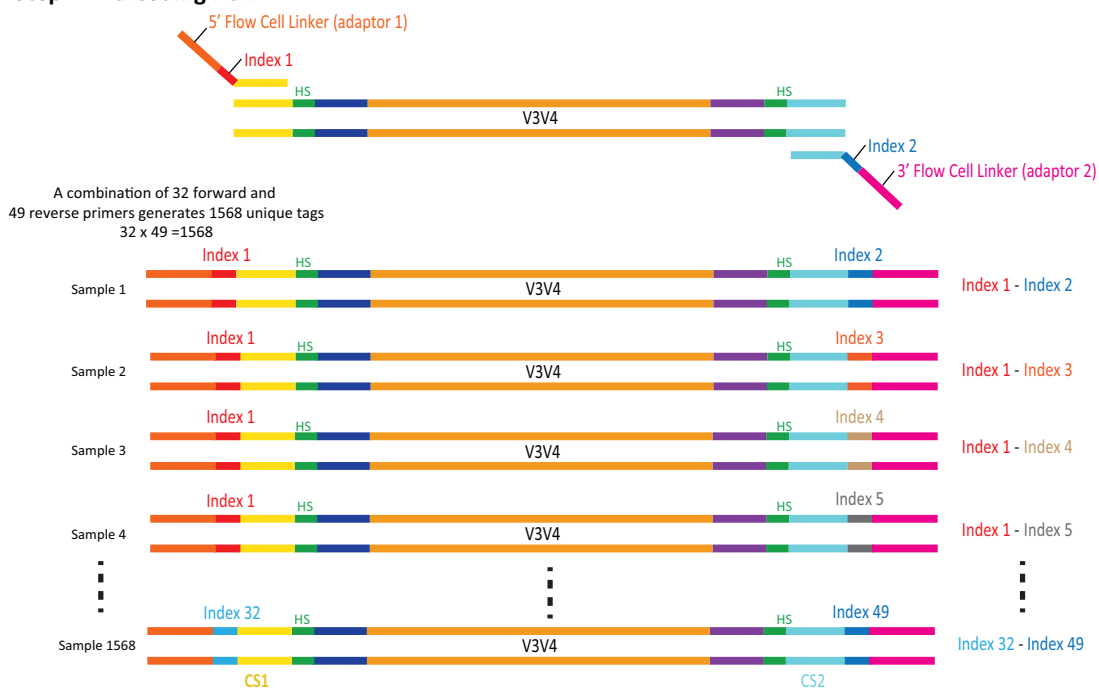 5' Flow Cell Linker (adaptor 1)
Index 1
HS
HS
V3V4
Index 2
3' Flow Cell Linker (adaptor 2)
A combination of 32 forward and
49 reverse primers generates 1568 unique tags
32 x 49 =1568
Index 1
HS
HS
Index 2
Sample 1
V3V4
Index 1 - Index 2
Index 1
HS
HS
Index 3
Sample 2
V3V4
Index 1 - Index 3
Index 1
HS
HS
Index 4
Sample 3
V3V4
Index 1 - Index 4
Index 1
HS
HS
Index 5
Sample 4
V3V4
Index 1 - Index 5
Index 32
HS
HS
Index 49
Sample 1568
V3V4
Index 32 - Index 49
CS1
CS2